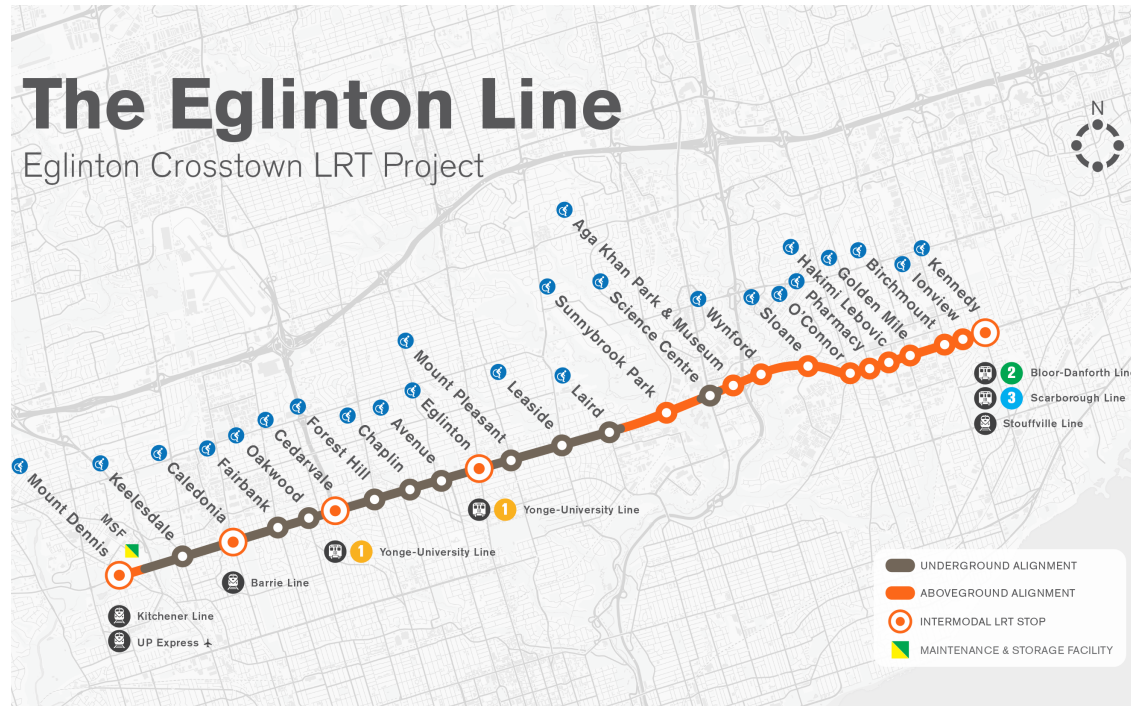 The Eglinton Line
Eglinton Crosstown LRT Project
N
Mount Dennis
MSF
Keelesdale
Caledonia
Fairbank
Oakwood
Cedarvale
Forest Hill
Chaplin
Avenue
Eglinton
Mount Pleasant
Leaside
Laird
Sunnybrook Park
Science Centre
Aga Khan Park & Museum
Wynford
Sloane
O'Connor
Pharmacy
Hakimi Lebovic
Golden Mile
Birchmount
Ionview
Kennedy
Kitchener Line
UP Express
Barrie Line
1 Yonge-University Line
1 Yonge-University Line
2 Bloor-Danforth Line
3 Scarborough Line
Stouffville Line
UNDERGROUND ALIGNMENT
ABOVEGROUND ALIGNMENT
INTERMODAL LRT STOP
MAINTENANCE & STORAGE FACILITY